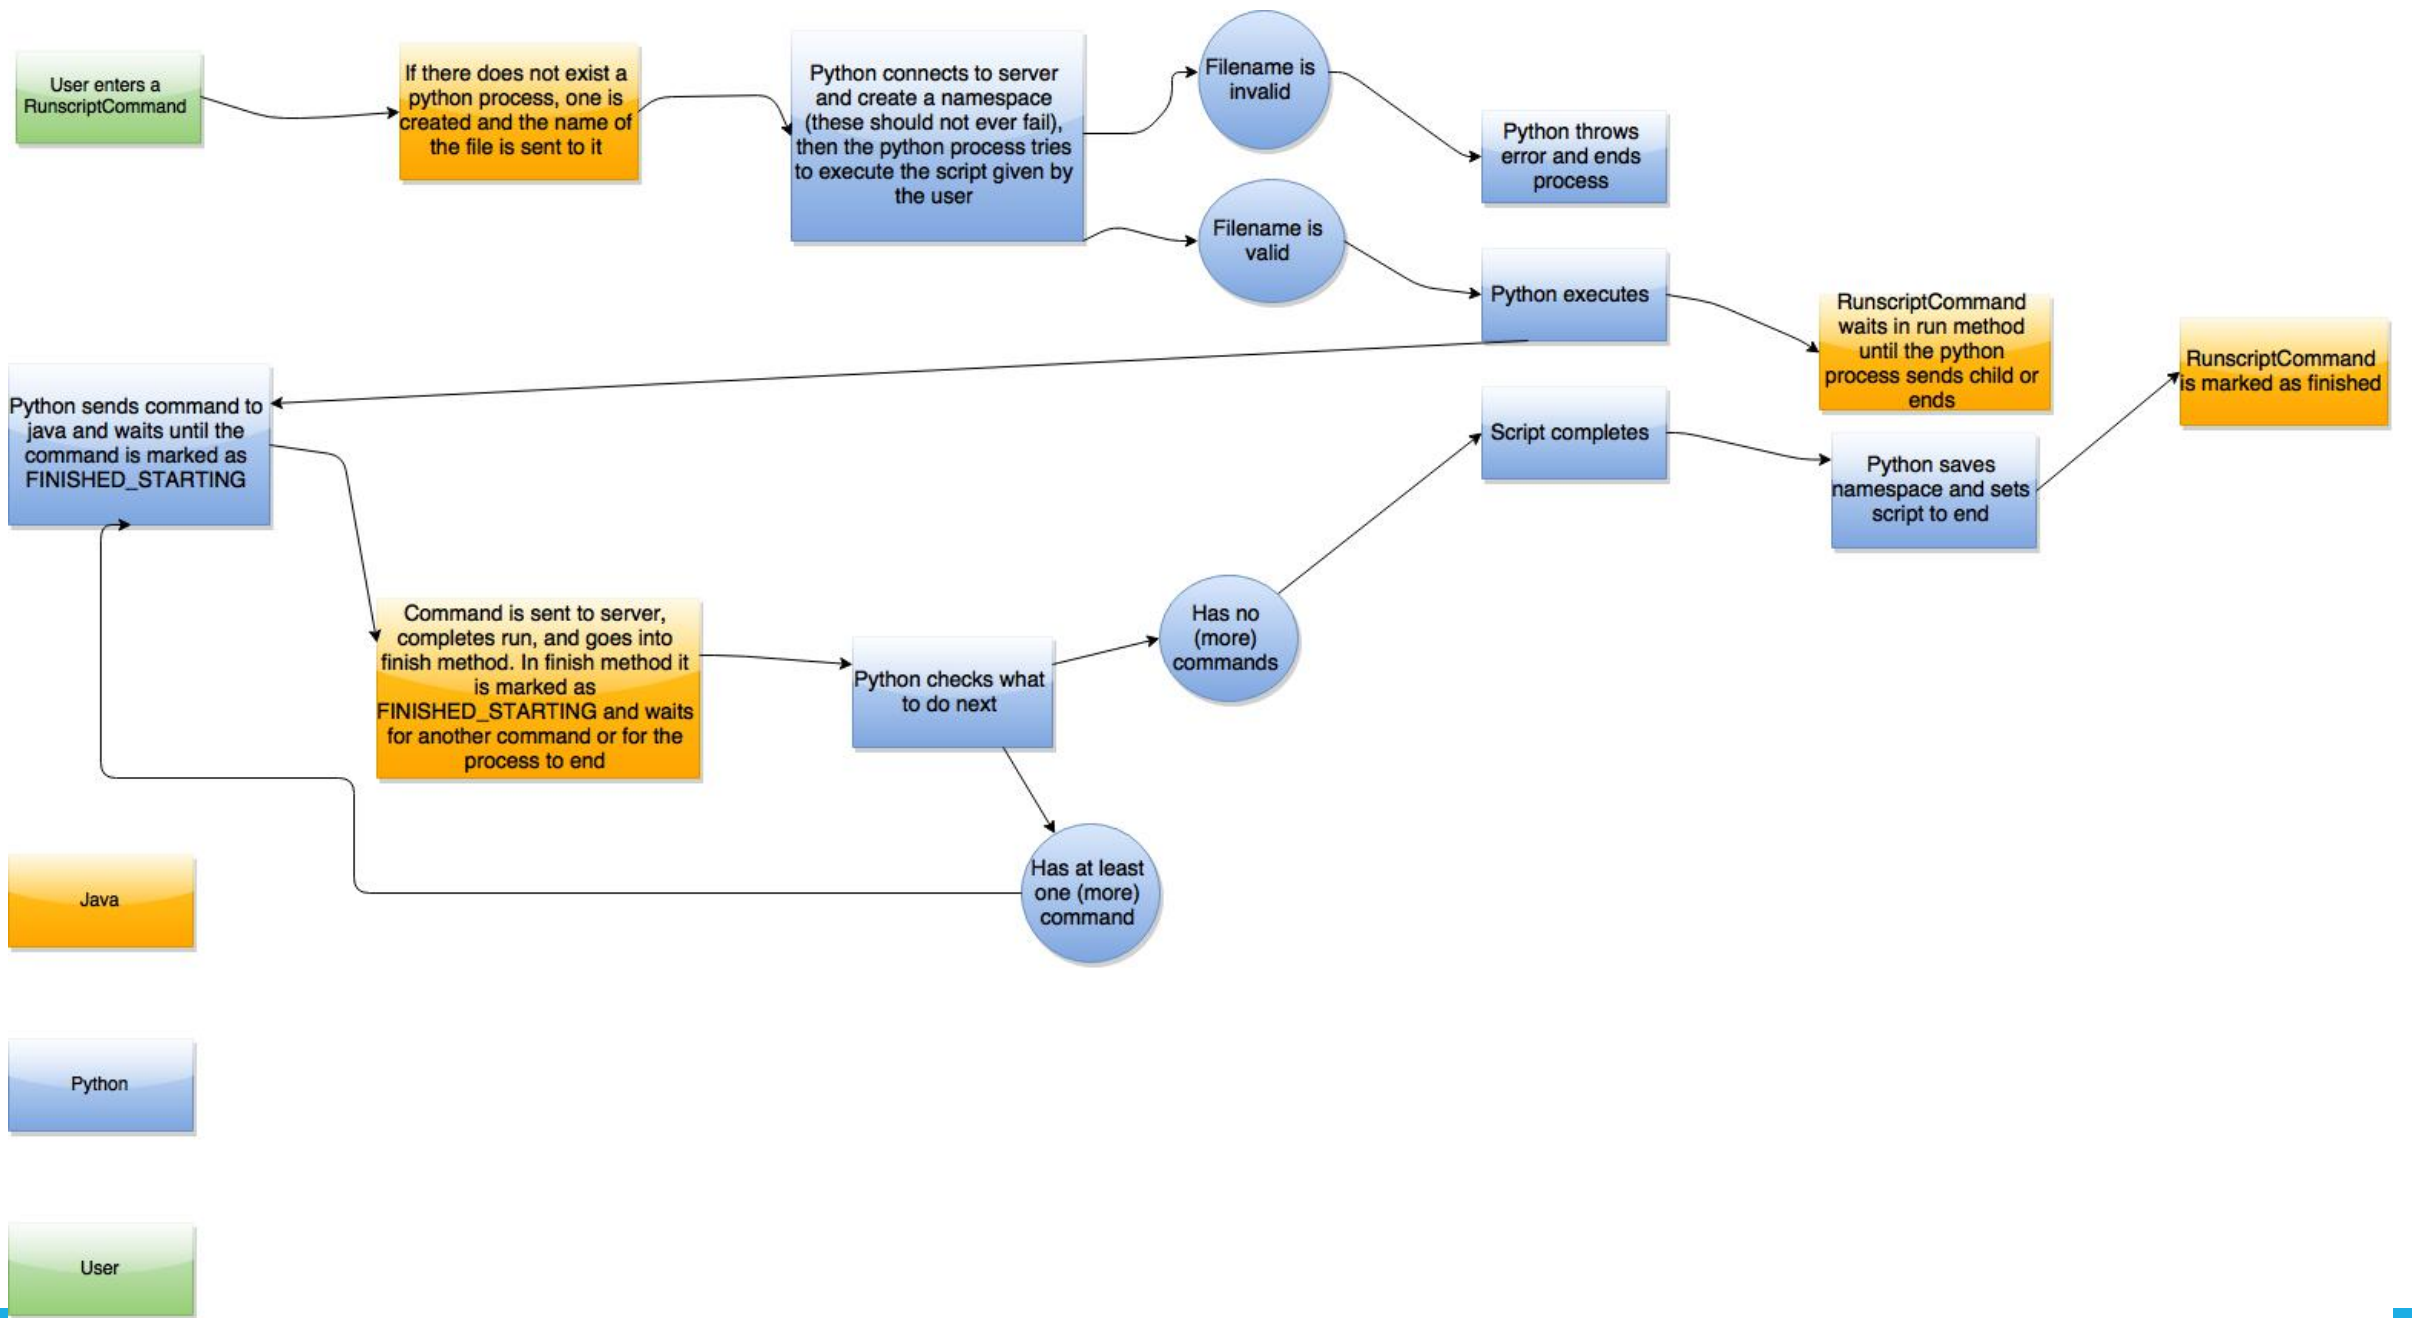 User enters a
RunscriptCommand
If there does not exist a
python process, one is
created and the name of
the file is sent to it
Python connects to server
and create a namespace
(these should not ever fail),
then the python process tries
to execute the script given by
the user
Filename is
invalid
Python throws
error and ends
process
Filename is
valid
Python executes
RunscriptCommand
waits in run method
until the python
process sends child or
ends
RunscriptCommand
is marked as finished
Python sends command to
java and waits until the
command is marked as
FINISHED_STARTING
Script completes
Python saves
namespace and sets
script to end
Command is sent to server,
completes run, and goes into
finish method. In finish method it
is marked as
FINISHED_STARTING and waits
for another command or for the
process to end
Python checks what
to do next
Has no
(more)
commands
Has at least
one (more)
command
Java
Python
User